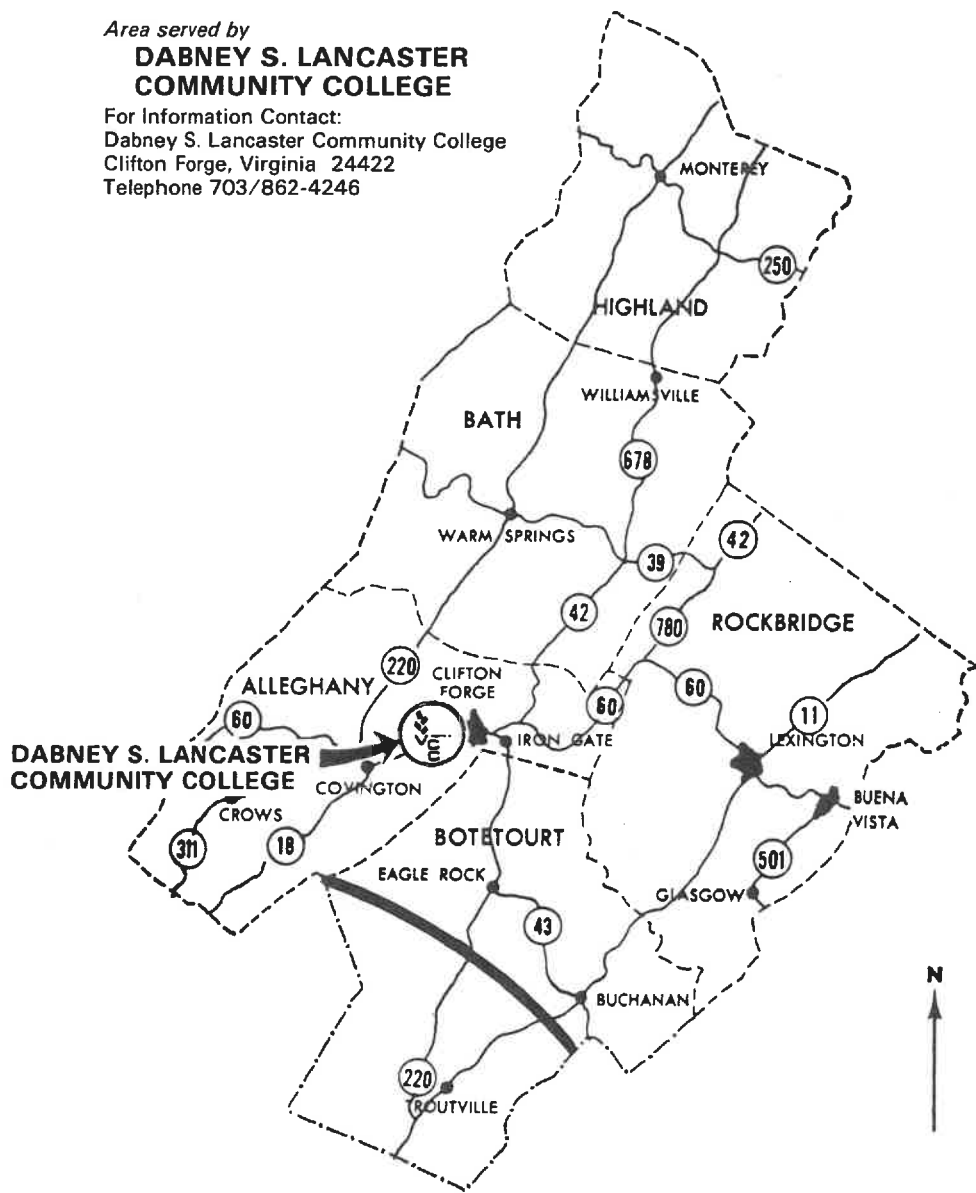 Area served by
DABNEY S. LANCASTER
COMMUNITY COLLEGE
For Information Contact:
Dabney S. Lancaster Community College
Clifton Forge, Virginia 24422
Telephone 703/862-4246
MONTEREY
250
HIGHLAND
WILLIAMSVILLE
BATH
678
WARM SPRINGS
39
42
42
780
ROCKBRIDGE
220
CLIFTON
FORGE
ALLEGHANY
60
60
60
11
LEXINGTON
IRON GATE
DABNEY S. LANCASTER
COMMUNITY COLLEGE
COVINGTON
CROWS
BUENA
VISTA
311
18
BOTETOURT
501
EAGLE ROCK
GLASGOW
43
N
BUCHANAN
220
TROUTVILLE